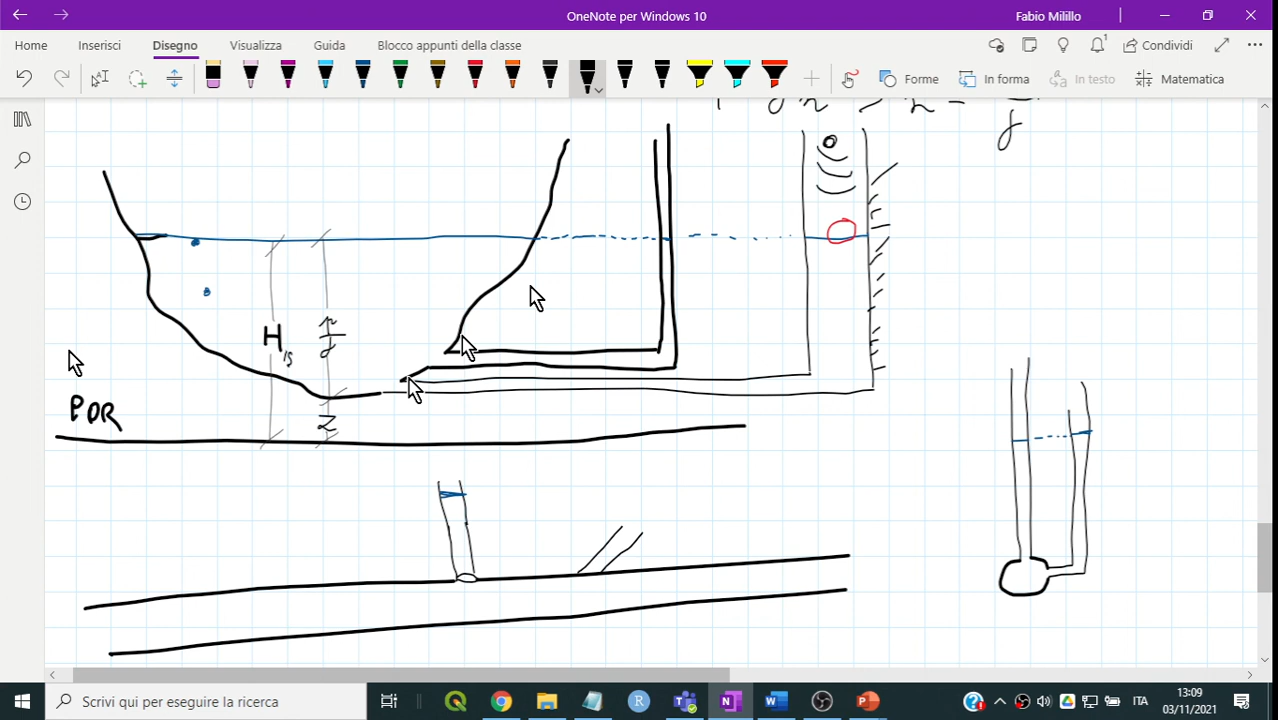 OneNote per Windows 10
Fabio Milillo
Home Inserisci Disegno Visualizza Guida Blocco appunti della classe
Condividi
Forme In forma In testo Matematica
H
Z
PDR
Scrivi qui per eseguire la ricerca
ITA
13:09
03/11/2021